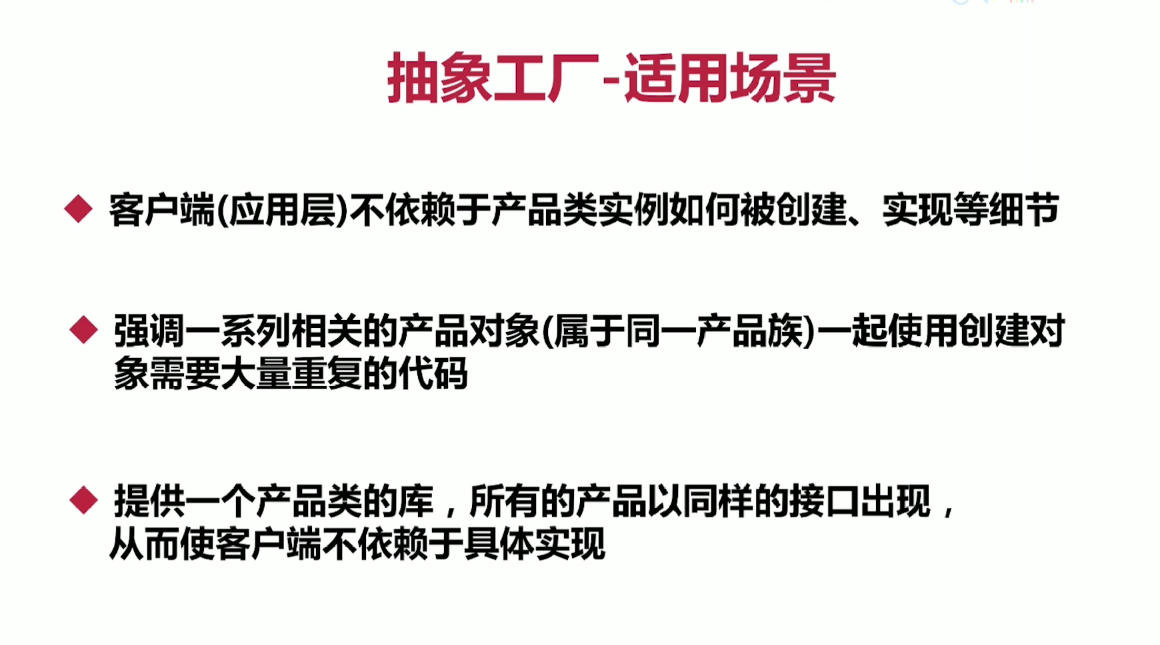 抽象工厂-适用场景
客户端(应用层)不依赖于产品类实例如何被创建、实现等细节
强调一系列相关的产品对象(属于同一产品族)一起使用创建对
象需要大量重复的代码
提供一个产品类的库，所有的产品以同样的接口出现，
从而使客户端不依赖于具体实现